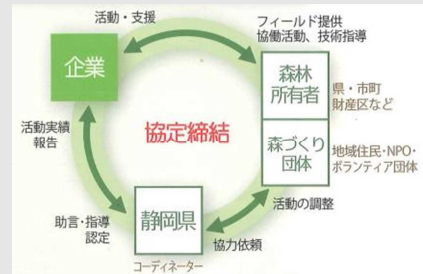 活動・支援
フィールド提供
協働活動、技術指導
企業
森林
所有者
県・市町
財産区など
協定締結
活動実績
報告
森づくり
団体
地域住民・NPO・
ボランティア団体
活動の調整
助言・指導
認定
静岡県
協力依頼
コーディネーター